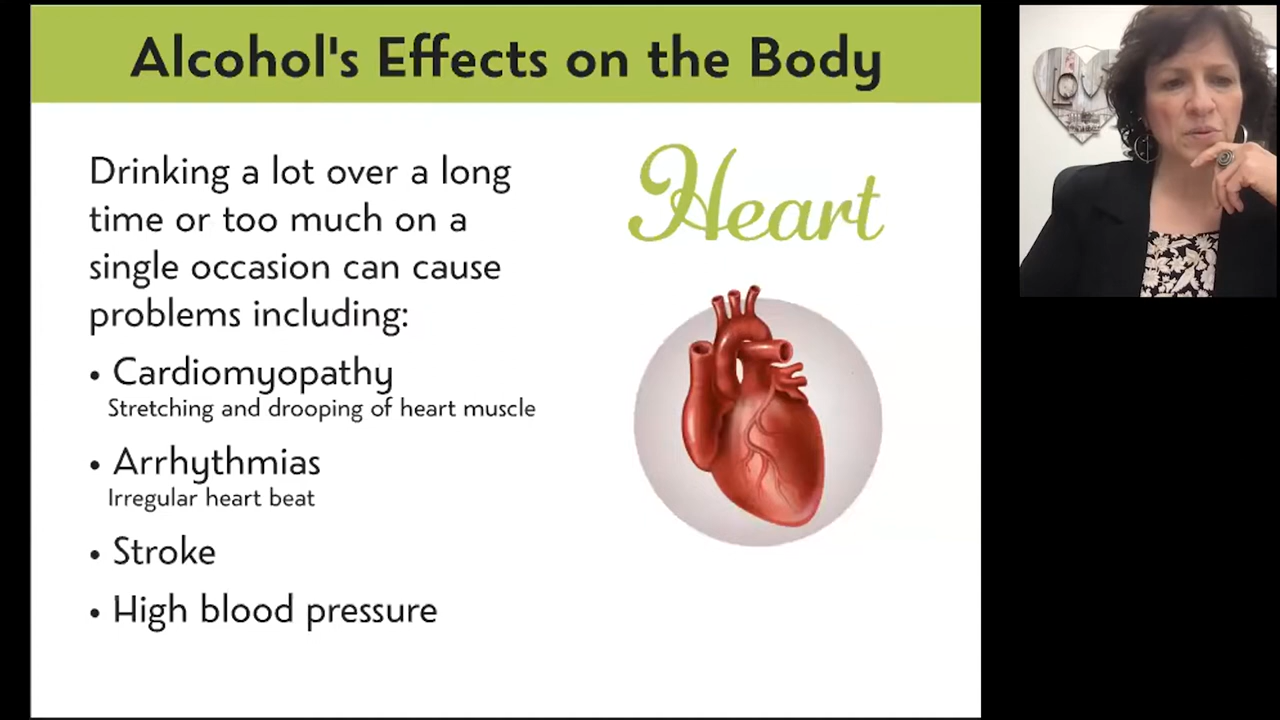 Alcohol's Effects on the Body
Drinking a lot over a long
time or too much on a
single occasion can cause
problems including:
• Cardiomyopathy
Stretching and drooping of heart muscle
• Arrhythmias
Irregular heart beat
• Stroke
• High blood pressure
Heart